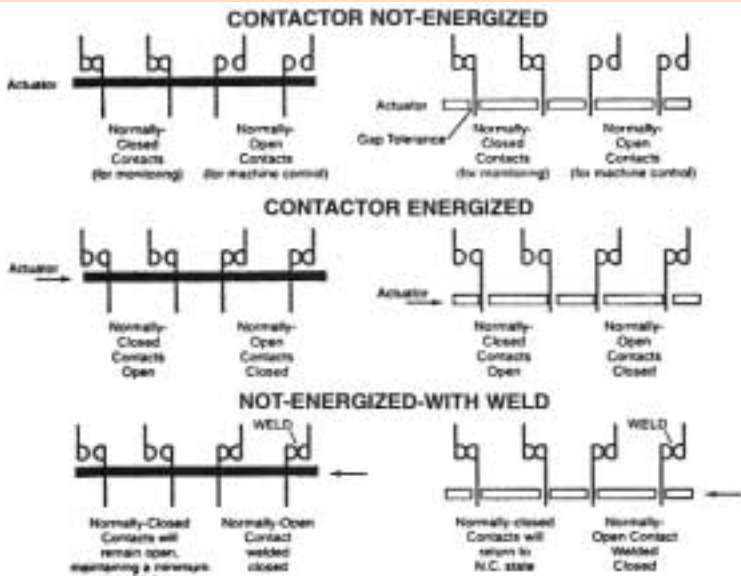 CONTACTOR NOT-ENERGIZED
Actuator
Normally-
Closed
Contacts
(for monitoring)
Normally-
Open
Contacts
(for machine control)
Actuator
Gap Tolerance
Normally-
Closed
Contacts
(for monitoring)
Normally-
Open
Contacts
(for machine control)
CONTACTOR ENERGIZED
Actuator
Normally-
Closed
Contacts
Open
Normally-
Open
Contacts
Closed
Actuator
Normally-
Closed
Contacts
Open
Normally-
Open
Contacts
Closed
NOT-ENERGIZED-WITH WELD
WELD
Normally-Closed
Contacts will
remain open,
maintaining a minimum
Normally-Open
Contact
welded
closed
WELD
Normally-closed
Contacts will
return to
N.C. state
Normally-
Open Contact
Welded
Closed